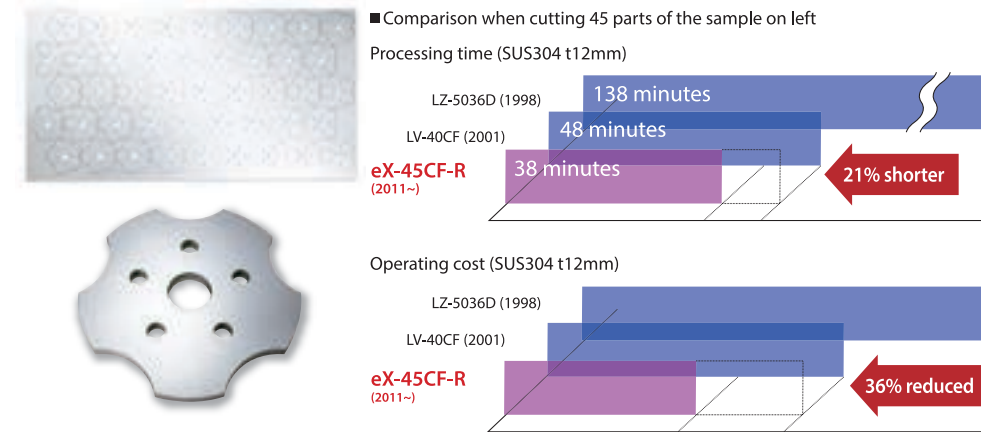 ■Comparison when cutting 45 parts of the sample on left
Processing time (SUS304 t12mm)
LZ-5036D (1998)
138 minutes
LV-40CF (2001)
48 minutes
eX-45CF-R
(2011~)
38 minutes
21% shorter
Operating cost (SUS304 t12mm)
LZ-5036D (1998)
LV-40CF (2001)
eX-45CF-R
(2011~)
36% reduced